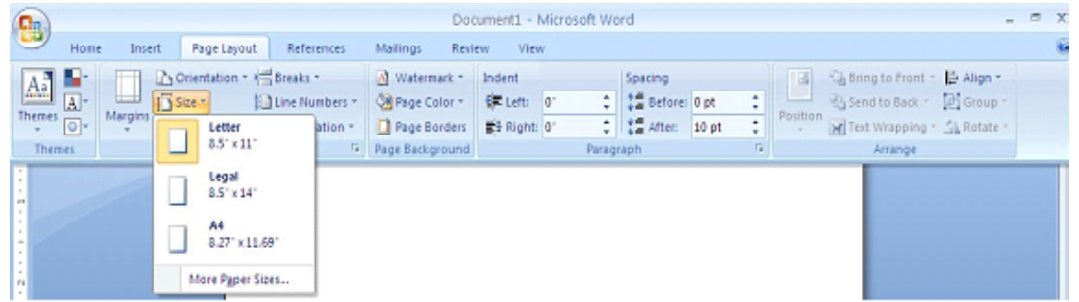 Document1 - Microsoft Word
Home Insert Page Layout References Mailings Review View
Orientation Breaks Watermark Indent Spacing Bring to Front Align
Size Line Numbers Page Color Left: 0" Before: 0 pt Send to Back Group
Themes Margins ation Page Borders Right: 0" After: 10 pt Position Text Wrapping Rotate
Themes Page Background Paragraph Arrange
Letter
8.5" x 11"
Legal
8.5" x 14"
A4
8.27" x 11.69"
More Paper Sizes...